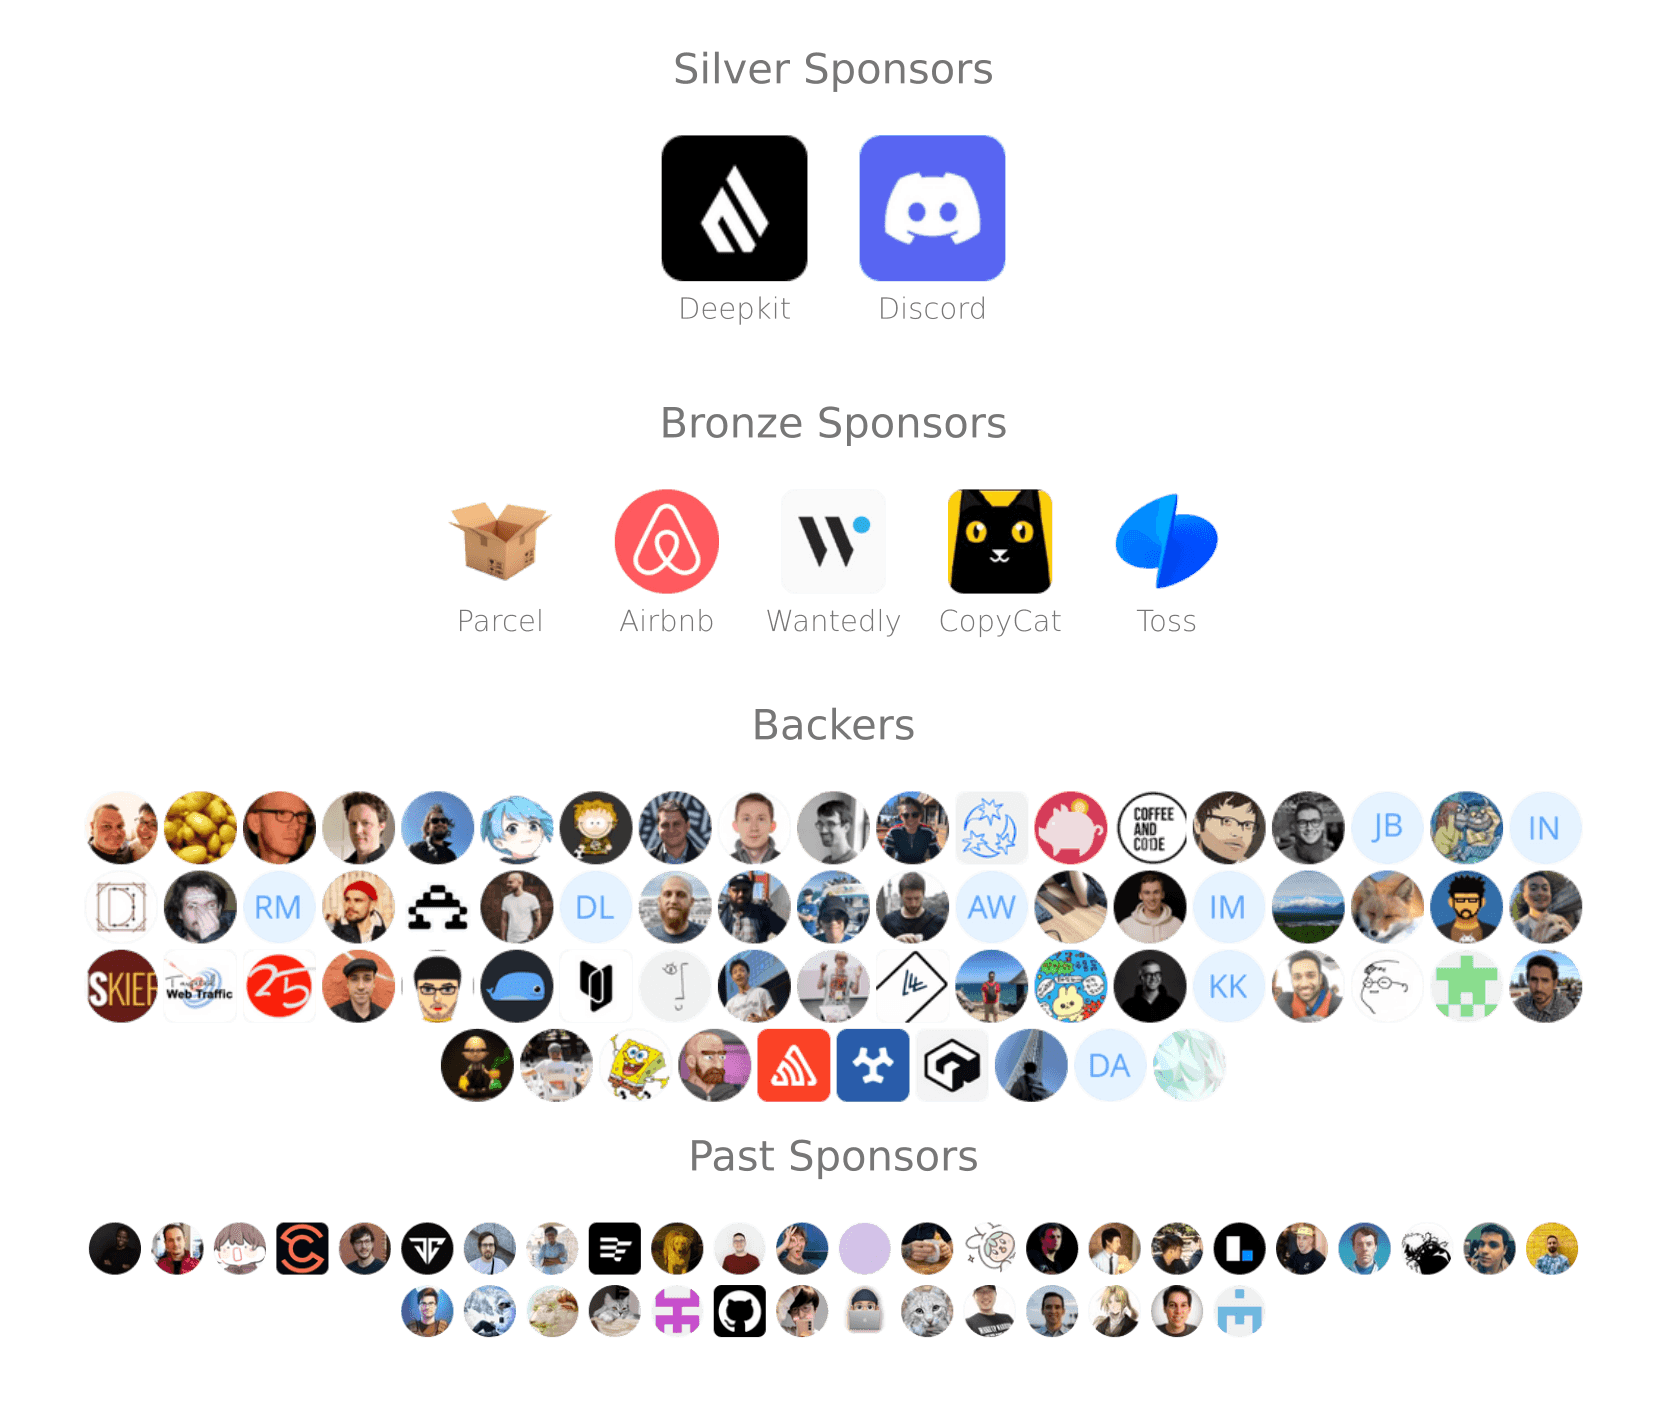 Silver Sponsors
Deepkit
Discord
Bronze Sponsors
Parcel
Airbnb
Wantedly
CopyCat
Toss
Backers
COFFEE
AND
CODE
JB
IN
RM
DL
AW
IM
SKIEF
Web Traffic
25
KK
DA
Past Sponsors